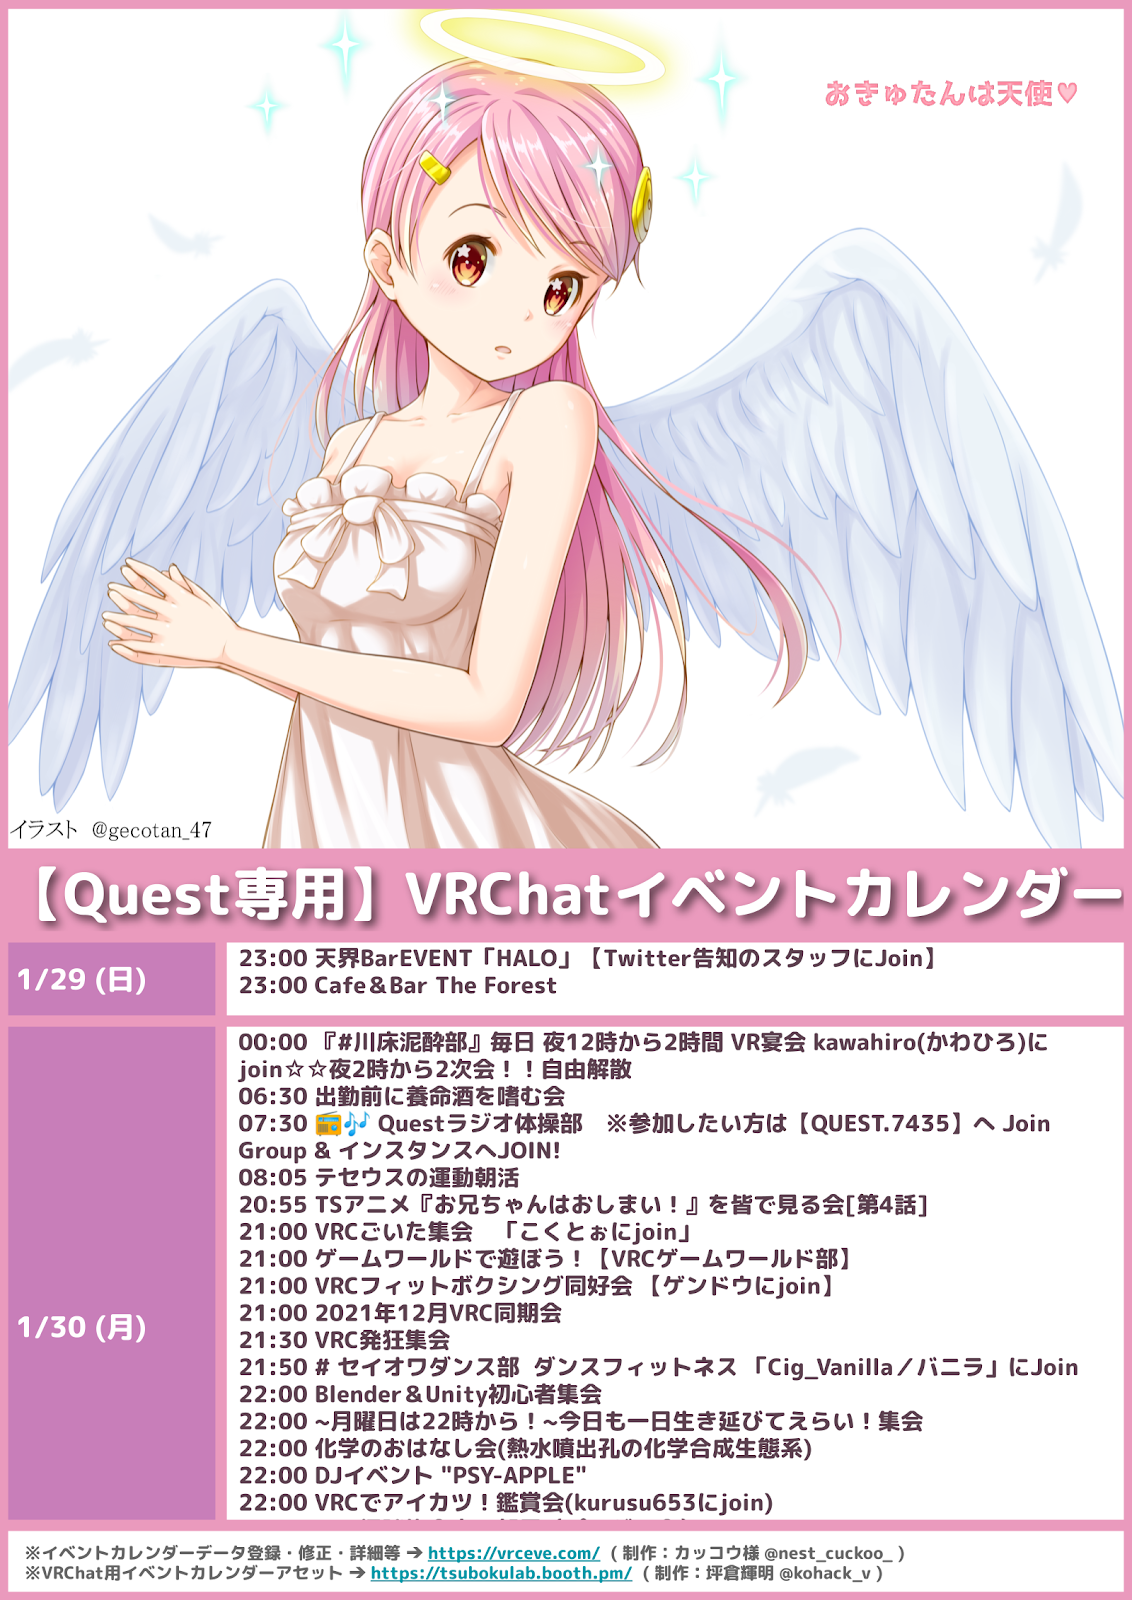 おきゅたんは天使♥
イラスト @gecotan_47
【Quest専用】VRChatイベントカレンダー
1/29 (日)
23:00 天界BarEVENT「HALO」【Twitter告知のスタッフにJoin】
23:00 Cafe＆Bar The Forest
1/30 (月)
00:00 『#川床泥酔部』毎日 夜12時から2時間 VR宴会 kawahiro(かわひろ)に
join☆☆夜2時から2次会！！自由解散
06:30 出勤前に養命酒を嗜む会
07:30 📻🎶 Questラジオ体操部　※参加したい方は【QUEST.7435】へ Join
Group & インスタンスへJOIN!
08:05 テセウスの運動朝活
20:55 TSアニメ『お兄ちゃんはおしまい！』を皆で見る会[第4話]
21:00 VRCごいた集会　「こくとぉにjoin」
21:00 ゲームワールドで遊ぼう！【VRCゲームワールド部】
21:00 VRCフィットボクシング同好会 【ゲンドウにjoin】
21:00 2021年12月VRC同期会
21:30 VRC発狂集会
21:50 # セイオワダンス部 ダンスフィットネス 「Cig_Vanilla／バニラ」にJoin
22:00 Blender＆Unity初心者集会
22:00 ~月曜日は22時から！~今日も一日生き延びてえらい！集会
22:00 化学のおはなし会(熱水噴出孔の化学合成生態系)
22:00 DJイベント "PSY-APPLE"
22:00 VRCでアイカツ！鑑賞会(kurusu653にjoin)
※イベントカレンダーデータ登録・修正・詳細等 ➔ https://vrceve.com/ ( 制作：カッコウ様 @nest_cuckoo_ )
※VRChat用イベントカレンダーアセット ➔ https://tsubokulab.booth.pm/ ( 制作：坪倉輝明 @kohack_v )